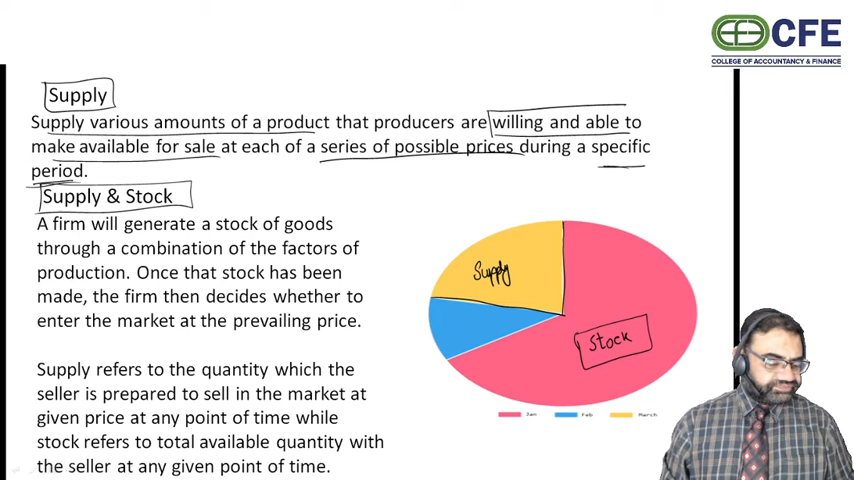 CFE
COLLEGE OF ACCOUNTANCY & FINANCE
Supply
Supply various amounts of a product that producers are willing and able to
make available for sale at each of a series of possible prices during a specific
period.
Supply & Stock
A firm will generate a stock of goods
through a combination of the factors of
production. Once that stock has been
made, the firm then decides whether to
enter the market at the prevailing price.
Supply refers to the quantity which the
seller is prepared to sell in the market at
given price at any point of time while
stock refers to total available quantity with
the seller at any given point of time.
Supply
Stock
Jan Feb March